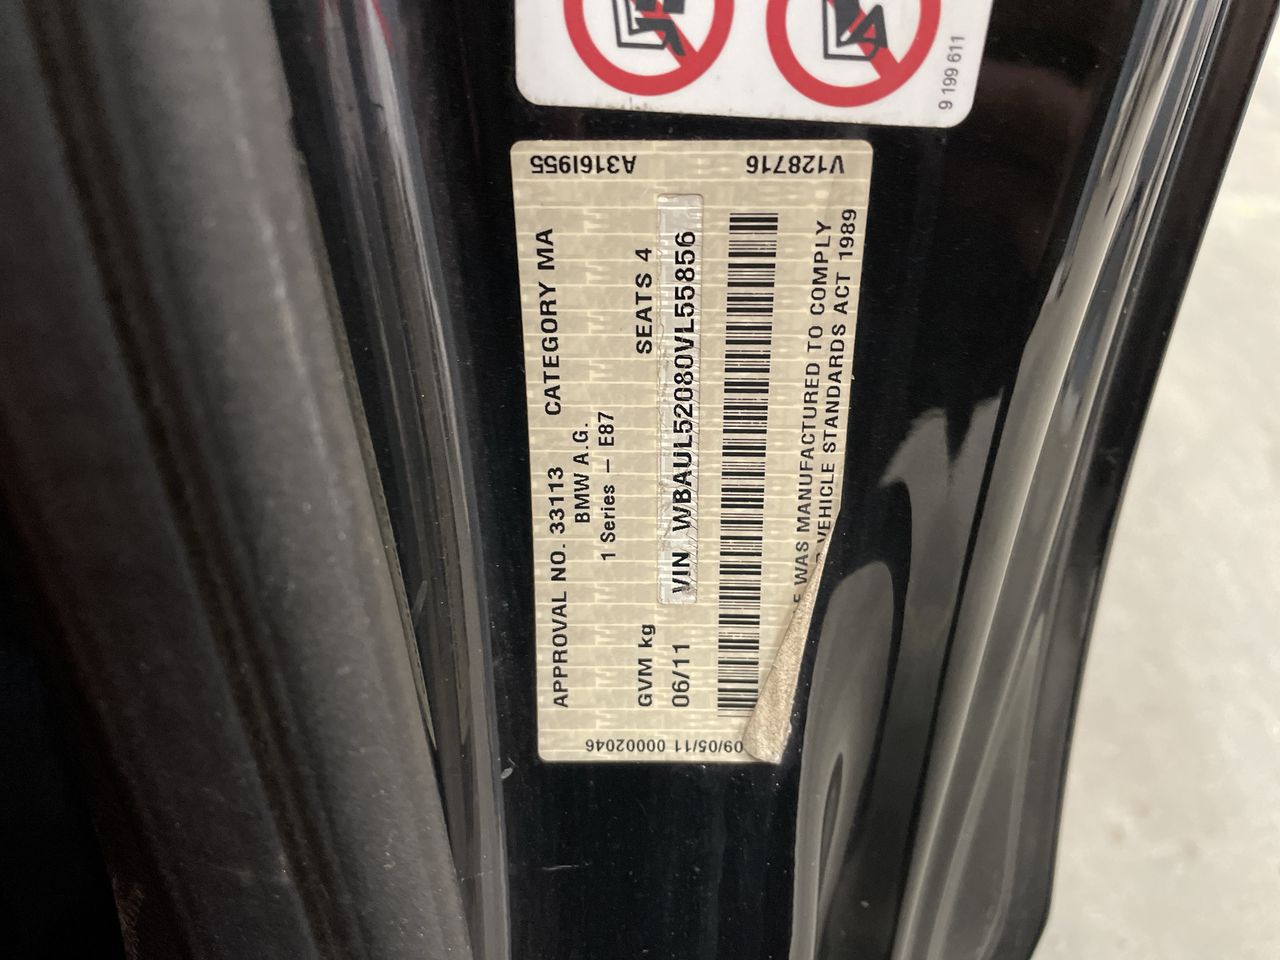 9 199 611
A316I955
V128716
APPROVAL NO. 33113 CATEGORY MA
BMW A.G.
1 Series – E87
GVM kg SEATS 4
06/11 VIN WBAUL52080VL55856
WAS MANUFACTURED TO COMPLY
VEHICLE STANDARDS ACT 1989
09/05/11 00002046